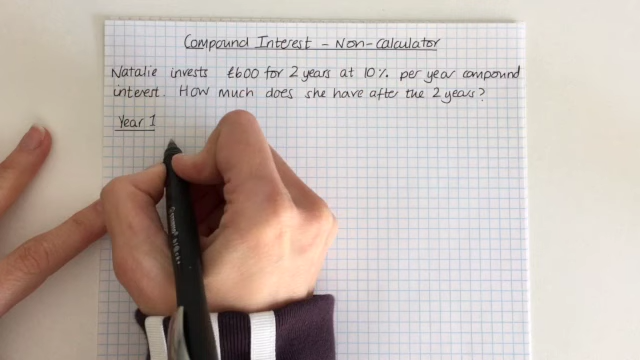 Compound Interest - Non-calculator
Natalie invests £600 for 2 years at 10% per year compound
interest. How much does she have after the 2 years?
Year 1